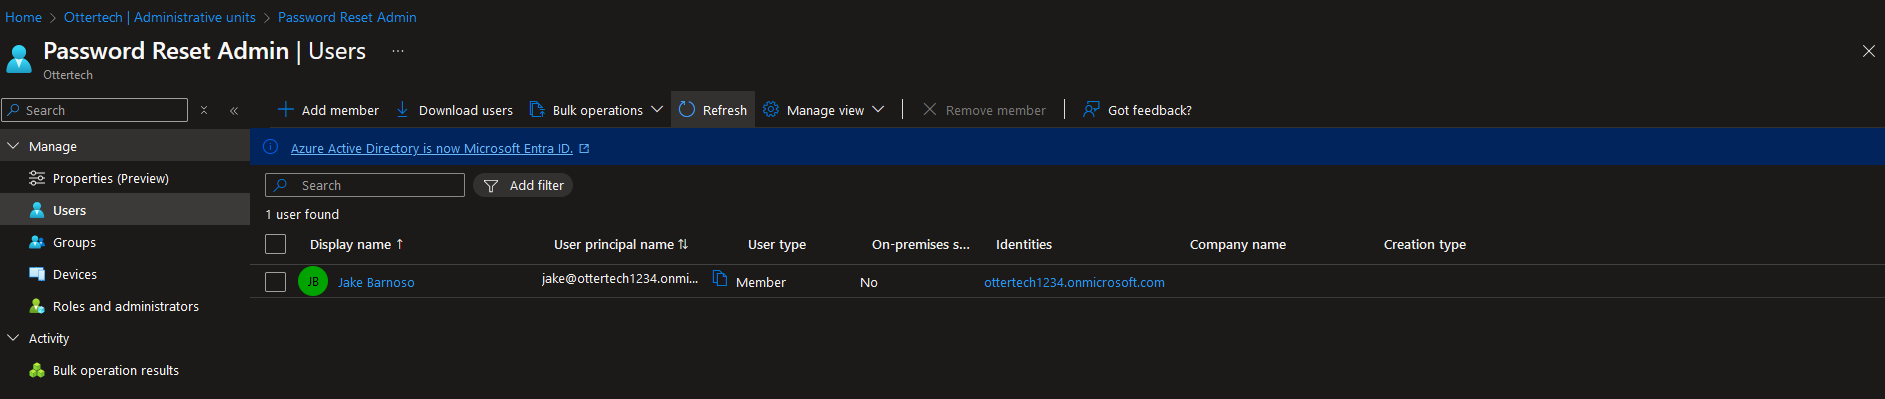 Home > Ottertech | Administrative units > Password Reset Admin
Password Reset Admin | Users ...
Ottertech
Search
Add member Download users Bulk operations Refresh Manage view Remove member Got feedback?
Manage
Properties (Preview)
Users
Groups
Devices
Roles and administrators
Activity
Bulk operation results
Azure Active Directory is now Microsoft Entra ID.
Search Add filter
1 user found
Display name ↑ User principal name ↑↓ User type On-premises s... Identities Company name Creation type
JB Jake Barnoso jake@ottertech1234.onmi... Member No ottertech1234.onmicrosoft.com